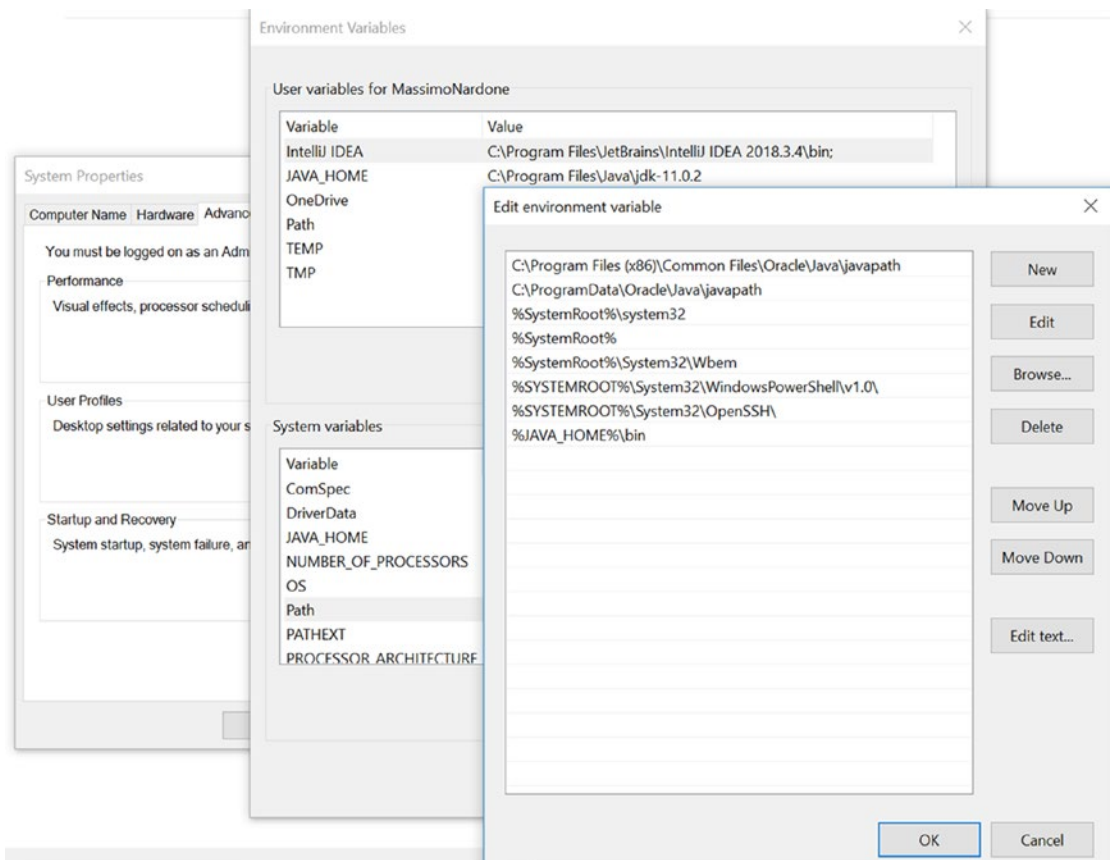 Environment Variables
User variables for MassimoNardone
Variable Value
IntelliJ IDEA C:\Program Files\JetBrains\IntelliJ IDEA 2018.3.4\bin;
JAVA_HOME C:\Program Files\Java\jdk-11.0.2
OneDrive
Path
TEMP
TMP
System variables
Variable
ComSpec
DriverData
JAVA_HOME
NUMBER_OF_PROCESSORS
OS
Path
PATHEXT
PROCESSOR_ARCHITECTURE
System Properties
Computer Name Hardware Advanc
You must be logged on as an Adm
Performance
Visual effects, processor scheduli
User Profiles
Desktop settings related to your s
Startup and Recovery
System startup, system failure, an
Edit environment variable
C:\Program Files (x86)\Common Files\Oracle\Java\javapath
C:\ProgramData\Oracle\Java\javapath
%SystemRoot%\system32
%SystemRoot%
%SystemRoot%\System32\Wbem
%SYSTEMROOT%\System32\WindowsPowerShell\v1.0\
%SYSTEMROOT%\System32\OpenSSH\
%JAVA_HOME%\bin
New
Edit
Browse...
Delete
Move Up
Move Down
Edit text...
OK Cancel